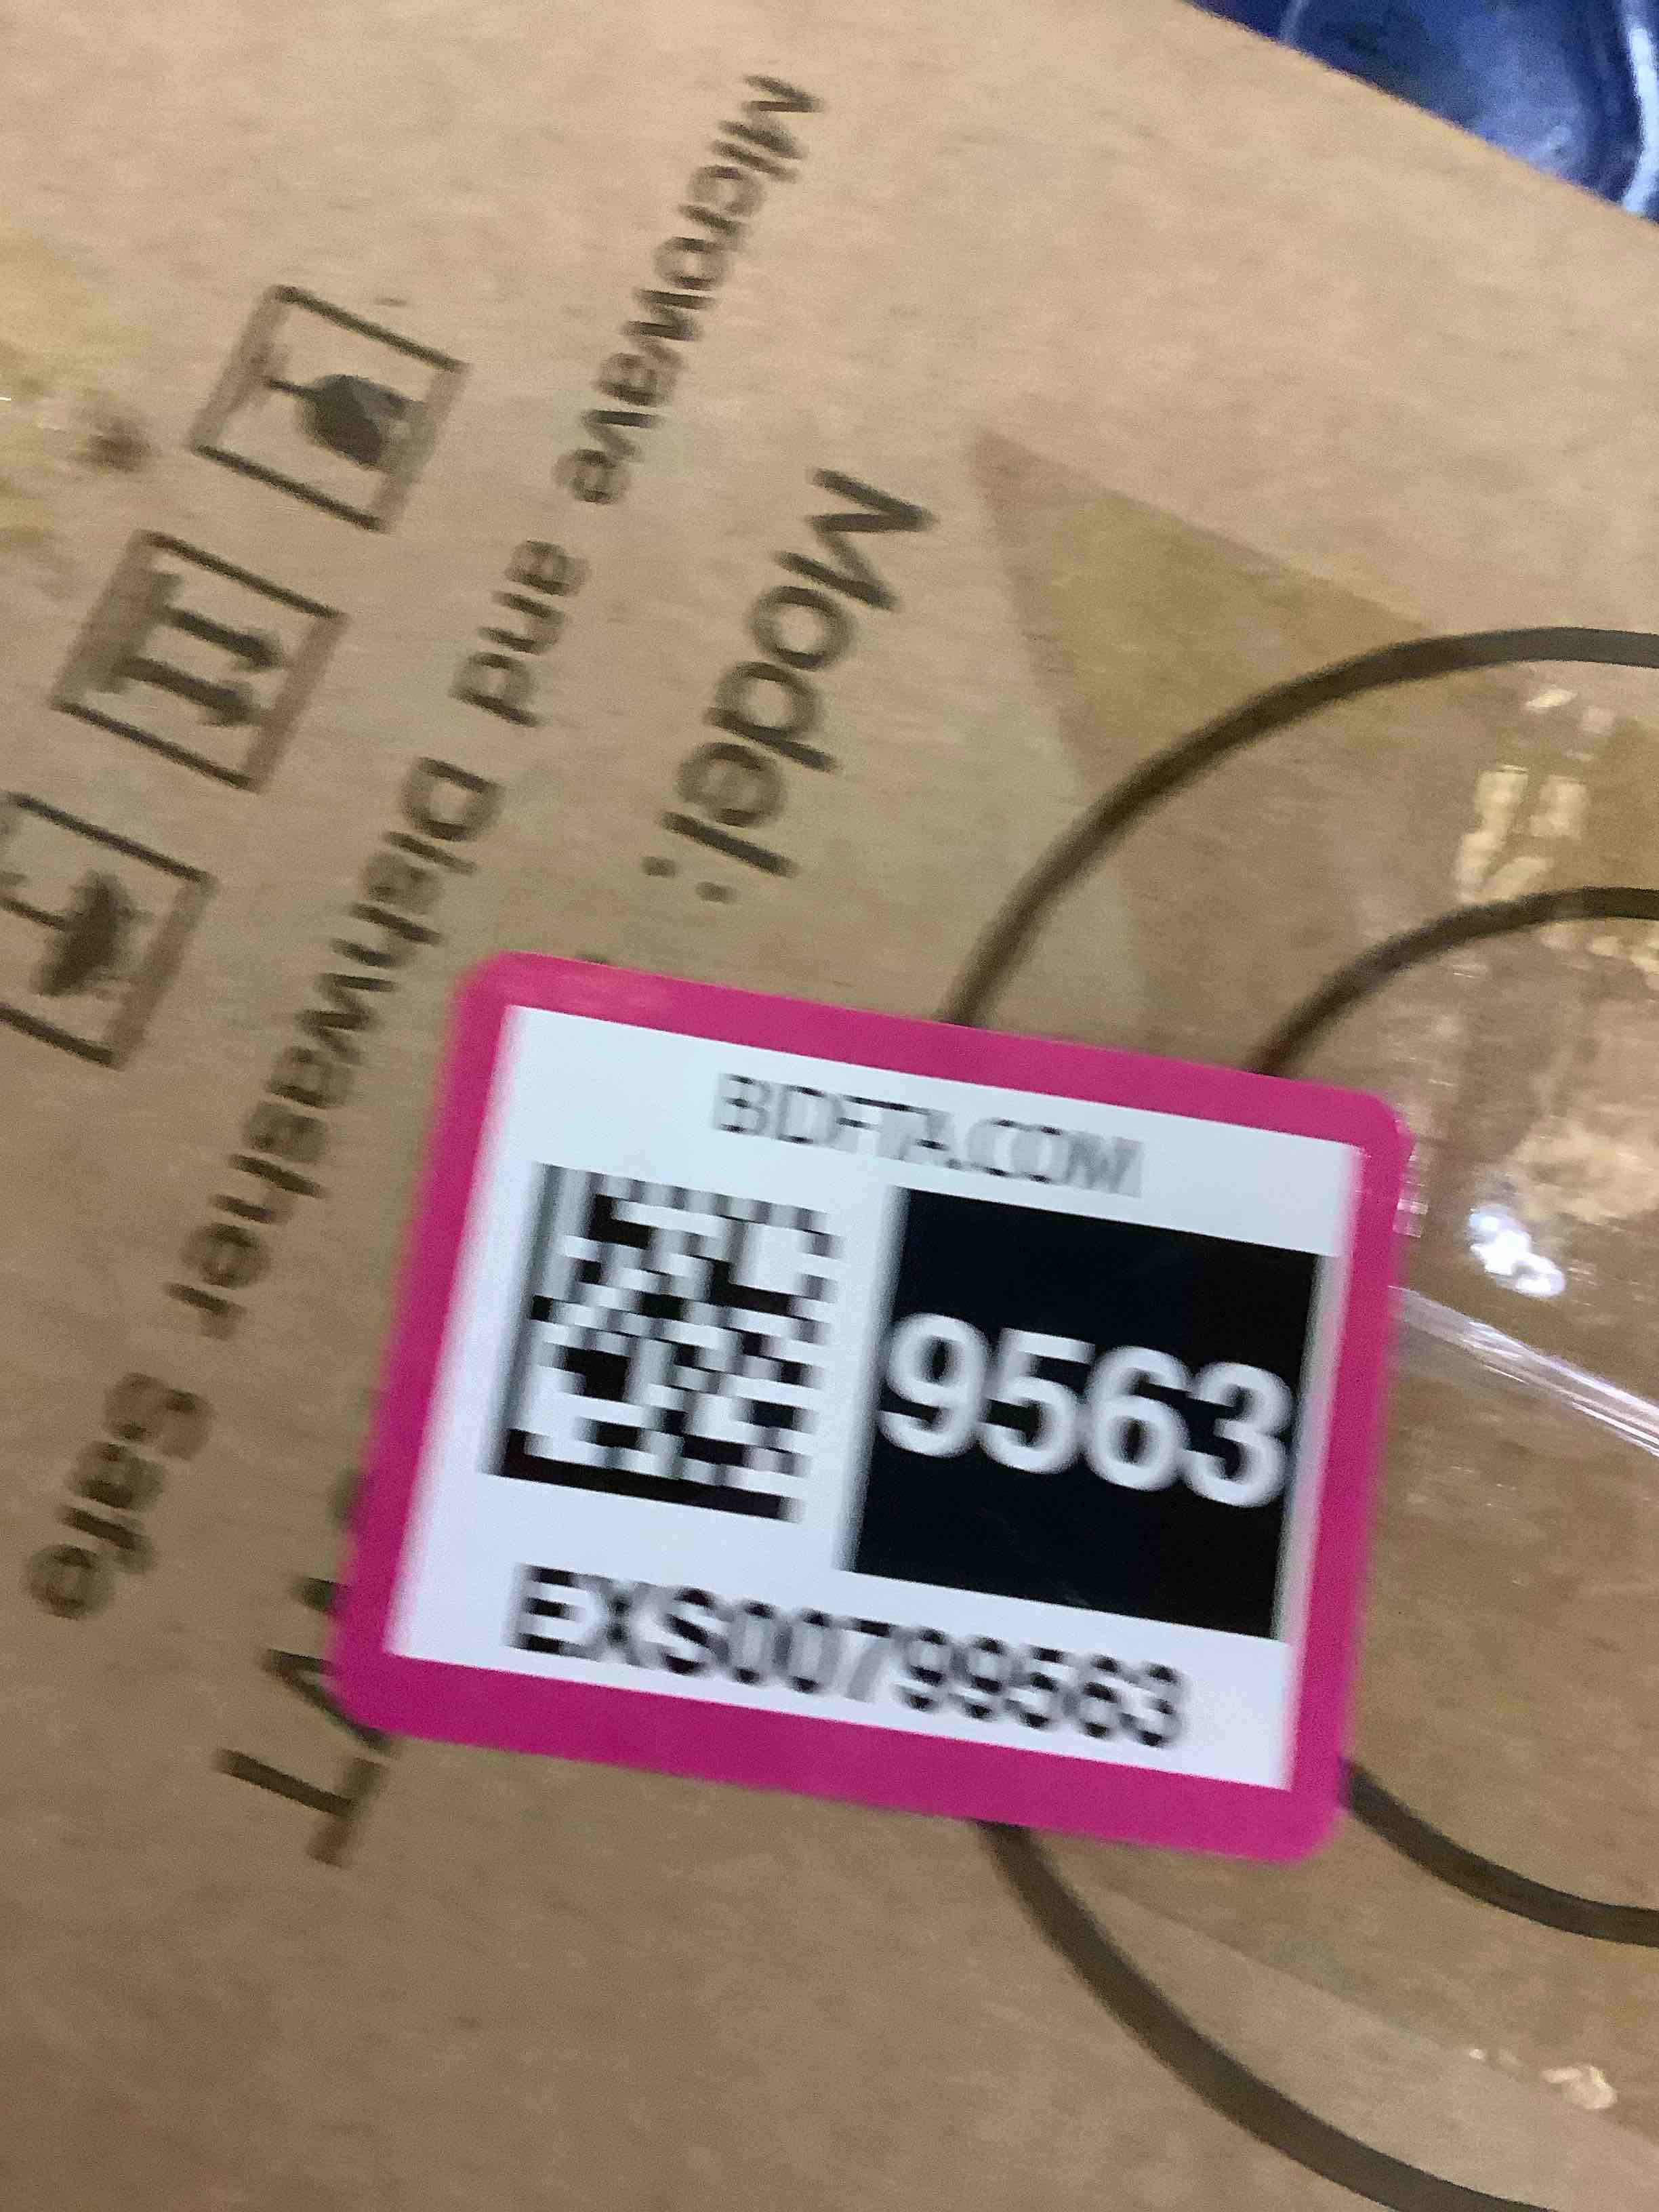 Microwave and Dishwasher Safe
Model:
BDFTA.COM
9563
EXS00799563